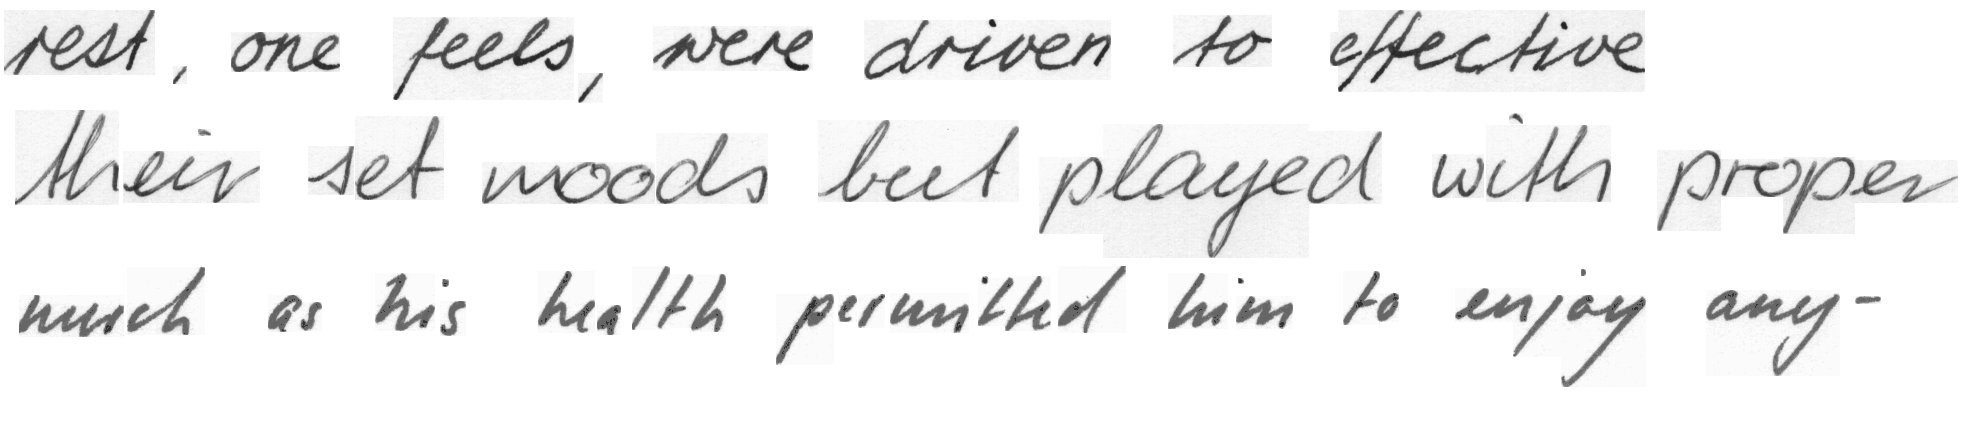 rest, one feels, were driven to effective
their set moods but played with proper
much as his health permitted him to enjoy any-